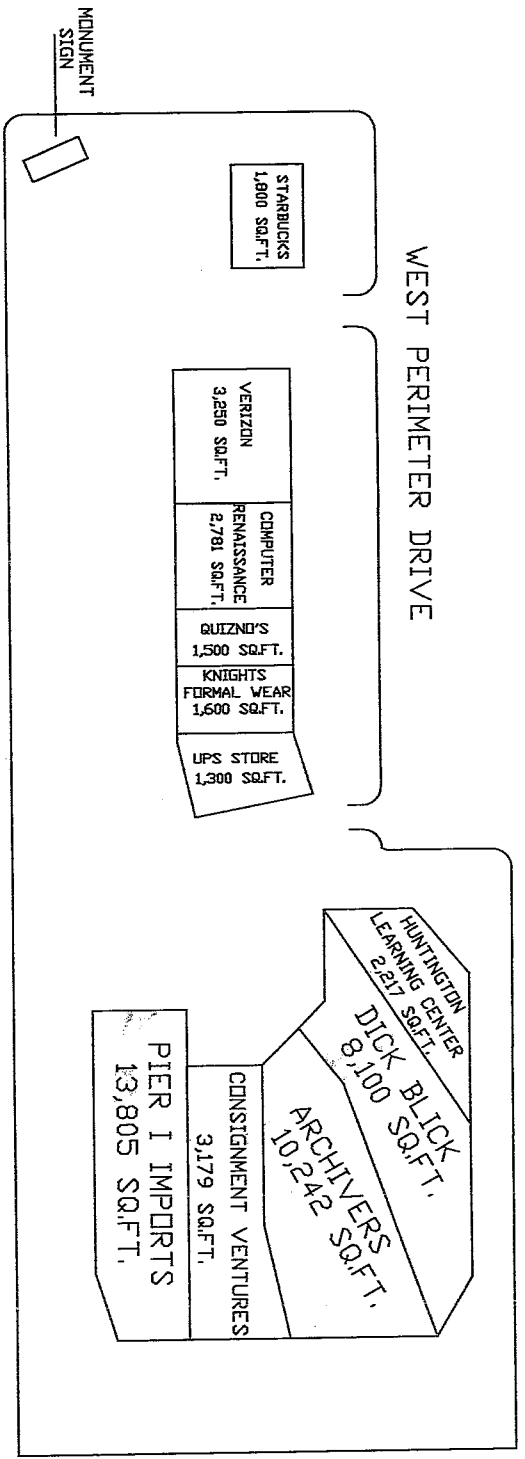 MONUMENT
SIGN
WEST PERIMETER DRIVE
STARBUCKS
1,800 SQ.FT.
VERIZON
3,250 SQ.FT.
COMPUTER
RENAISSANCE
2,781 SQ.FT.
QUIZNO'S
1,500 SQ.FT.
KNIGHTS
FORMAL WEAR
1,600 SQ.FT.
UPS STORE
1,300 SQ.FT.
HUNTINGTON
LEARNING CENTER
2,217 SQ.FT.
DICK BLICK
8,100 SQ.FT.
ARCHIVERS
10,242 SQ.FT.
CONSIGNMENT VENTURES
3,179 SQ.FT.
PIER I IMPORTS
13,805 SQ.FT.